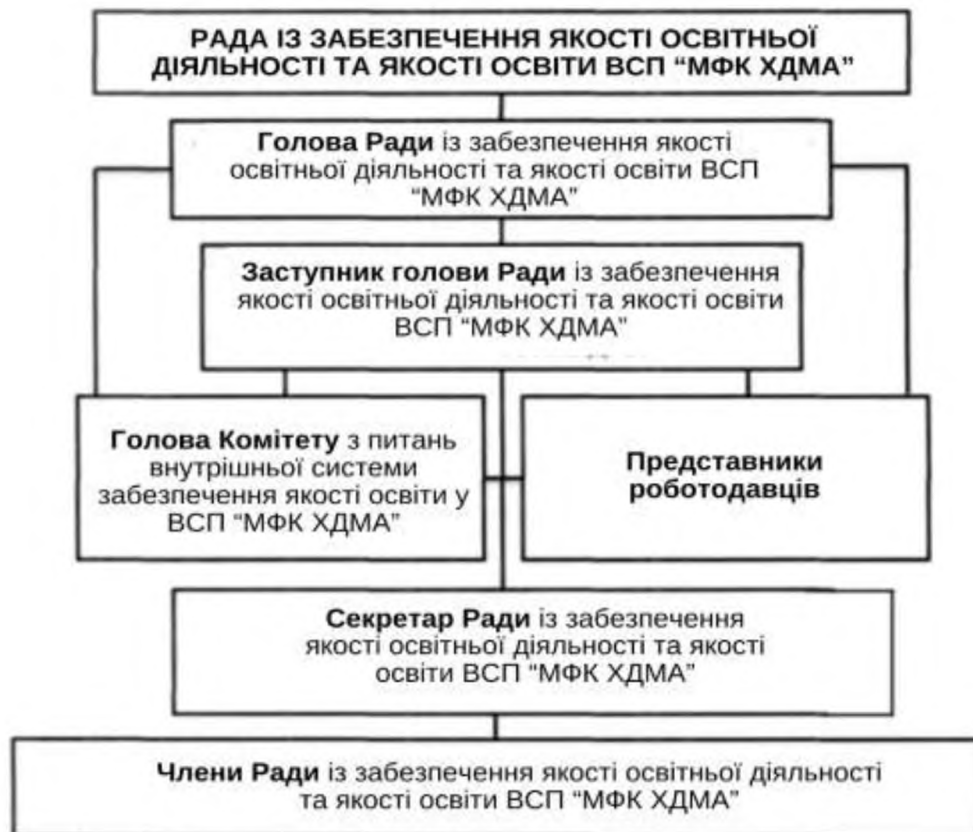 РАДА ІЗ ЗАБЕЗПЕЧЕННЯ ЯКОСТІ ОСВІТНЬОЇ
ДІЯЛЬНОСТІ ТА ЯКОСТІ ОСВІТИ ВСП “МФК ХДМА”
Голова Ради із забезпечення якості
освітньої діяльності та якості освіти ВСП
“МФК ХДМА”
Заступник голови Ради із забезпечення
якості освітньої діяльності та якості освіти
ВСП “МФК ХДМА”
Голова Комітету з питань
внутрішньої системи
забезпечення якості освіти у
ВСП “МФК ХДМА”
Представники
роботодавців
Секретар Ради із забезпечення
якості освітньої діяльності та якості
освіти ВСП “МФК ХДМА”
Члени Ради із забезпечення якості освітньої діяльності
та якості освіти ВСП “МФК ХДМА”